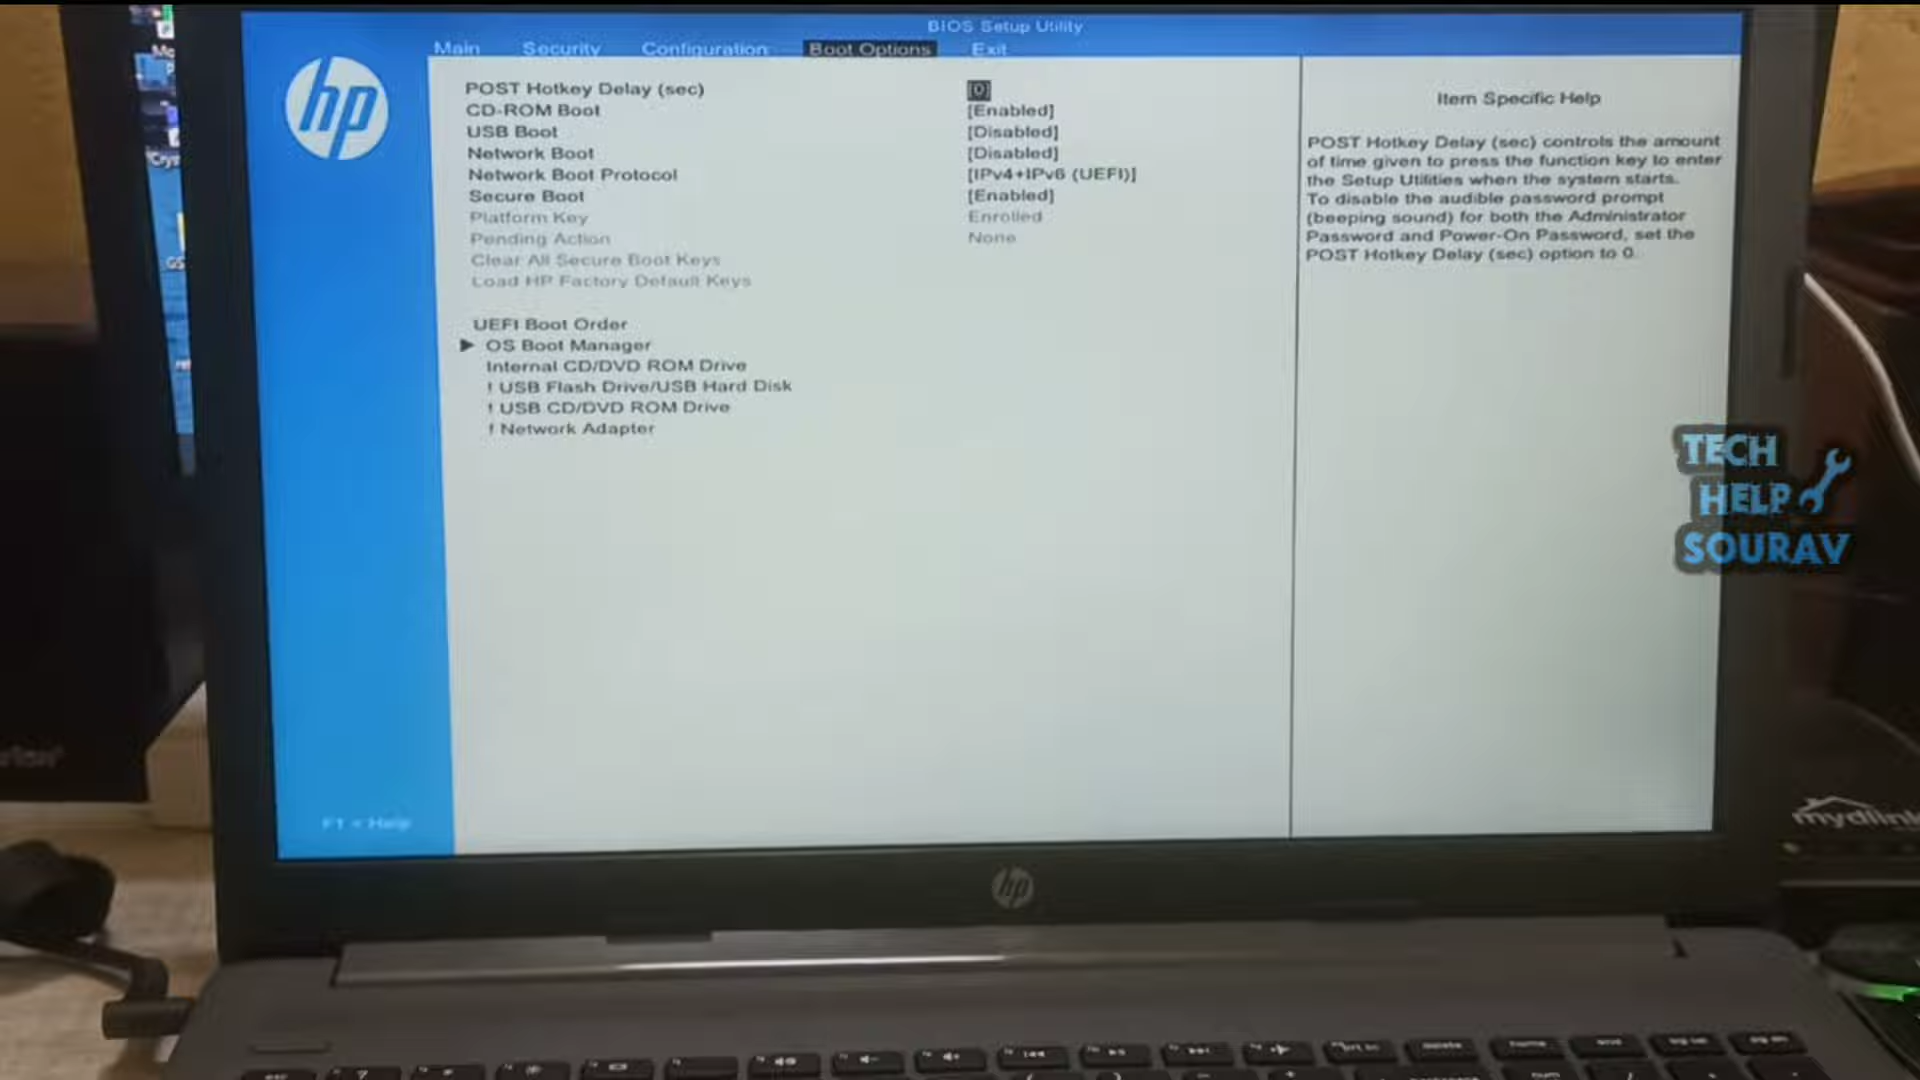 BIOS Setup Utility
Main Security Configuration Boot Options Exit
hp
POST Hotkey Delay (sec) [0]
CD-ROM Boot [Enabled]
USB Boot [Disabled]
Network Boot [Disabled]
Network Boot Protocol [IPv4+IPv6 (UEFI)]
Secure Boot [Enabled]
Platform Key Enrolled
Pending Action None
Clear All Secure Boot Keys
Load HP Factory Default Keys
UEFI Boot Order
OS Boot Manager
Internal CD/DVD ROM Drive
! USB Flash Drive/USB Hard Disk
! USB CD/DVD ROM Drive
! Network Adapter
Item Specific Help
POST Hotkey Delay (sec) controls the amount
of time given to press the function key to enter
the Setup Utilities when the system starts.
To disable the audible password prompt
(beeping sound) for both the Administrator
Password and Power-On Password, set the
POST Hotkey Delay (sec) option to 0.
TECH
HELP
SOURAV
F1 = Help
hp
mydlink
delete
home
end